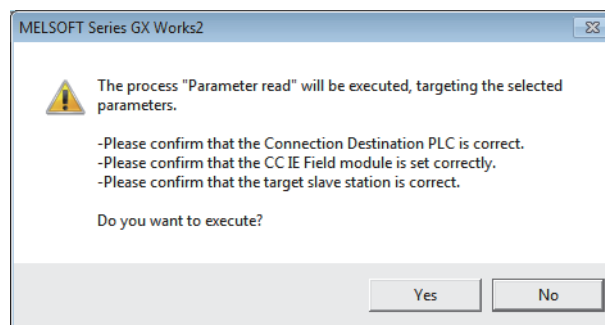 MELSOFT Series GX Works2
The process "Parameter read" will be executed, targeting the selected
parameters.
-Please confirm that the Connection Destination PLC is correct.
-Please confirm that the CC IE Field module is set correctly.
-Please confirm that the target slave station is correct.
Do you want to execute?
Yes
No